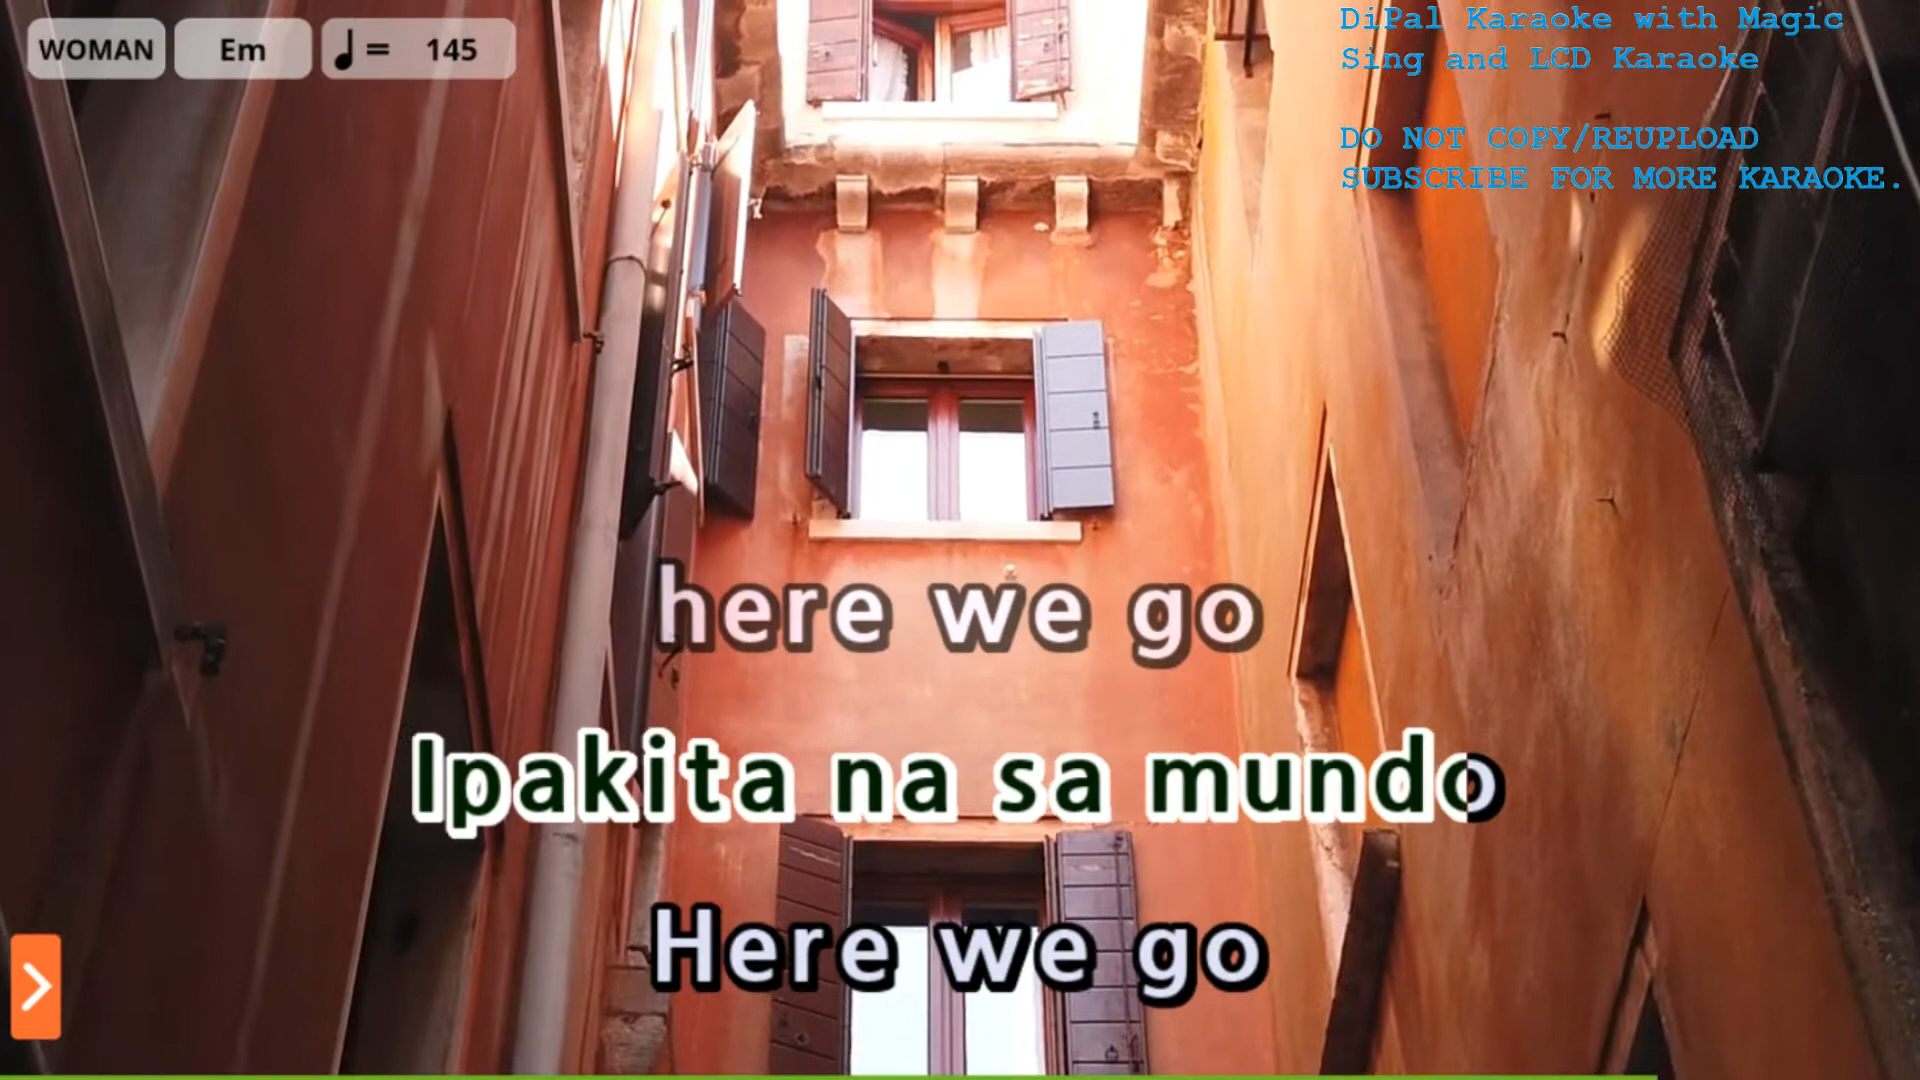 WOMAN Em ♩ = 145
DiPal Karaoke with Magic
Sing and LCD Karaoke
DO NOT COPY/REUPLOAD
SUBSCRIBE FOR MORE KARAOKE.
here we go
Ipakita na sa mundo
Here we go